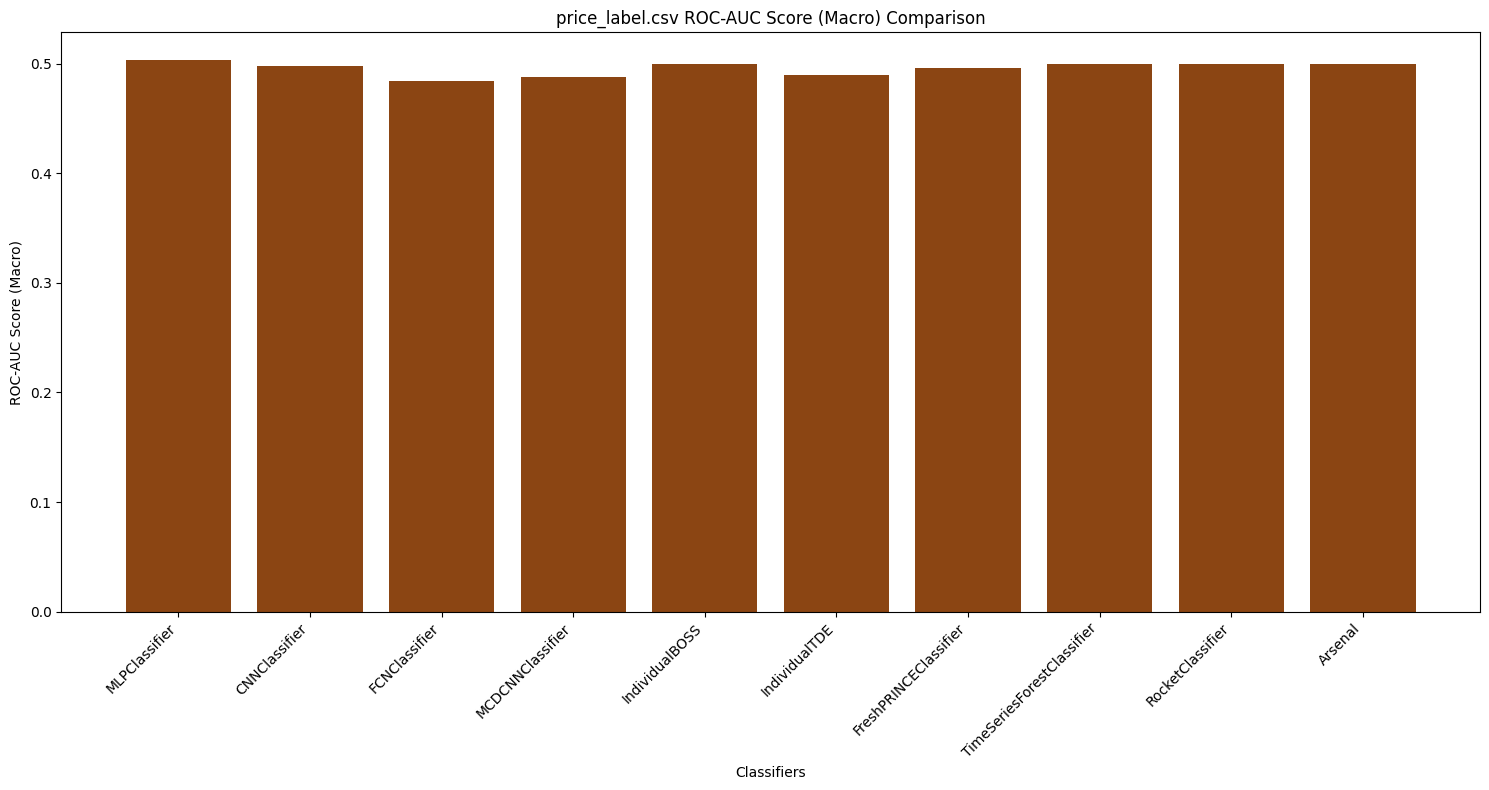 price_label.csv ROC-AUC Score (Macro) Comparison
ROC-AUC Score (Macro)
0.5
0.4
0.3
0.2
0.1
0.0
MLPClassifier
CNNClassifier
FCNClassifier
MCDCNNClassifier
IndividualBOSS
IndividualTDE
FreshPRINCEClassifier
TimeSeriesForestClassifier
RocketClassifier
Arsenal
Classifiers